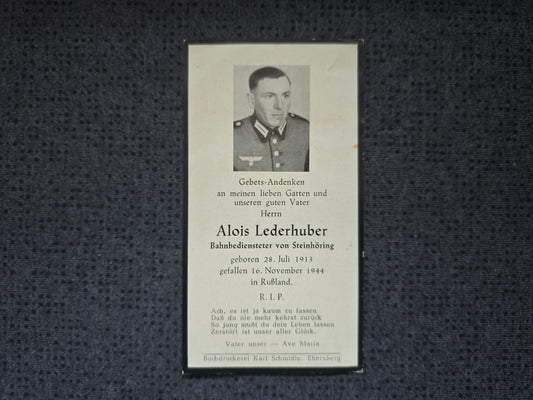 Gebets-Andenken
an meinen lieben Gatten und
unseren guten Vater
Herrn
Alois Lederhuber
Bahnbediensteter von Steinhöring
geboren 28. Juli 1913
gefallen 16. November 1944
in Rußland.
R. I. P.
Ach, es ist ja kaum zu fassen
Daß du nie mehr kehrst zurück
So jung mußt du dein Leben lassen
Zerstört ist unser aller Glück.
Vater unser — Ave Maria
Buchdruckerei Karl Schmidle, Ebersberg